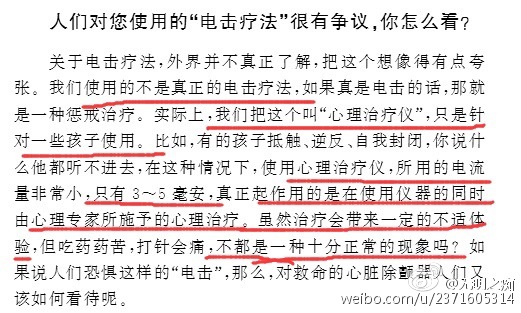 人们对您使用的“电击疗法”很有争议,你怎么看?
关于电击疗法,外界并不真正了解,把这个想像得有点夸
张。我们使用的不是真正的电击疗法,如果真是电击的话,那就
是一种惩戒治疗。实际上,我们把这个叫“心理治疗仪”,只是针
对一些孩子使用。比如,有的孩子抵触、逆反、自我封闭,你说什
么他都听不进去,在这种情况下,使用心理治疗仪,所用的电流
量非常小,只有3~5毫安,真正起作用的是在使用仪器的同时
由心理专家所施予的心理治疗。虽然治疗会带来一定的不适体
验,但吃药药苦,打针会痛,不都是一种十分正常的现象吗?如
果说人们恐惧这样的“电击”,那么,对救命的心脏除颤器人们又
该如何看待呢。
weibo.com/u/2371605314